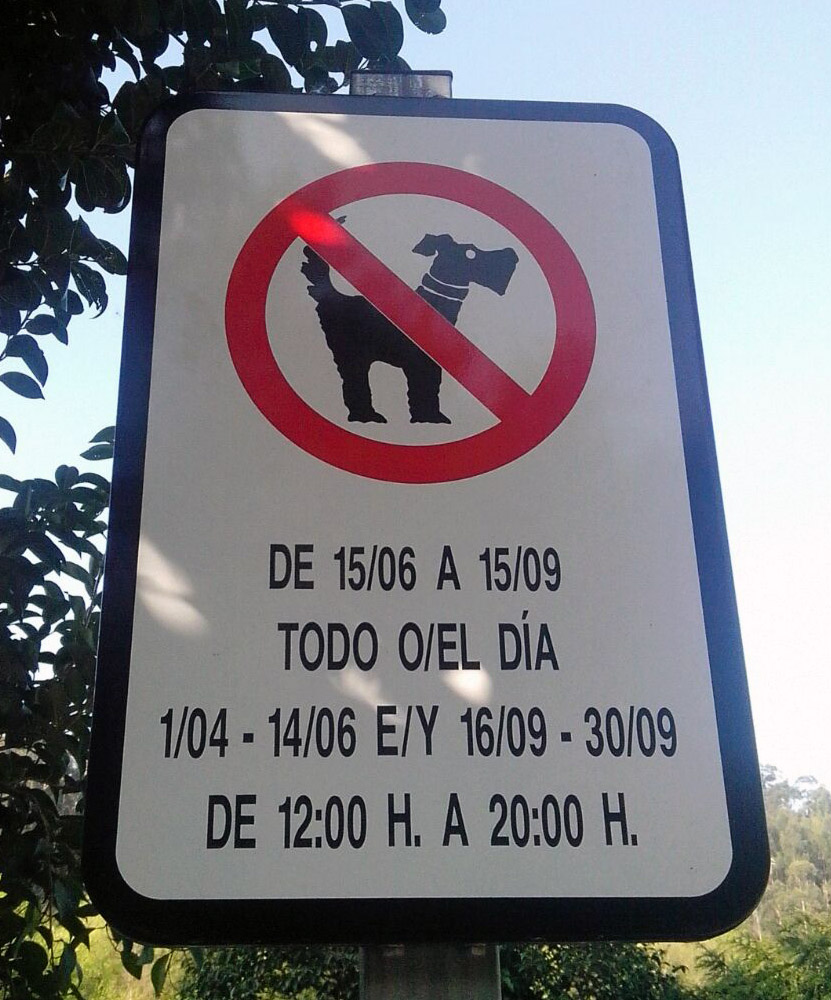 DE 15/06 A 15/09
TODO O/EL DÍA
1/04 - 14/06 E/Y 16/09 - 30/09
DE 12:00 H. A 20:00 H.